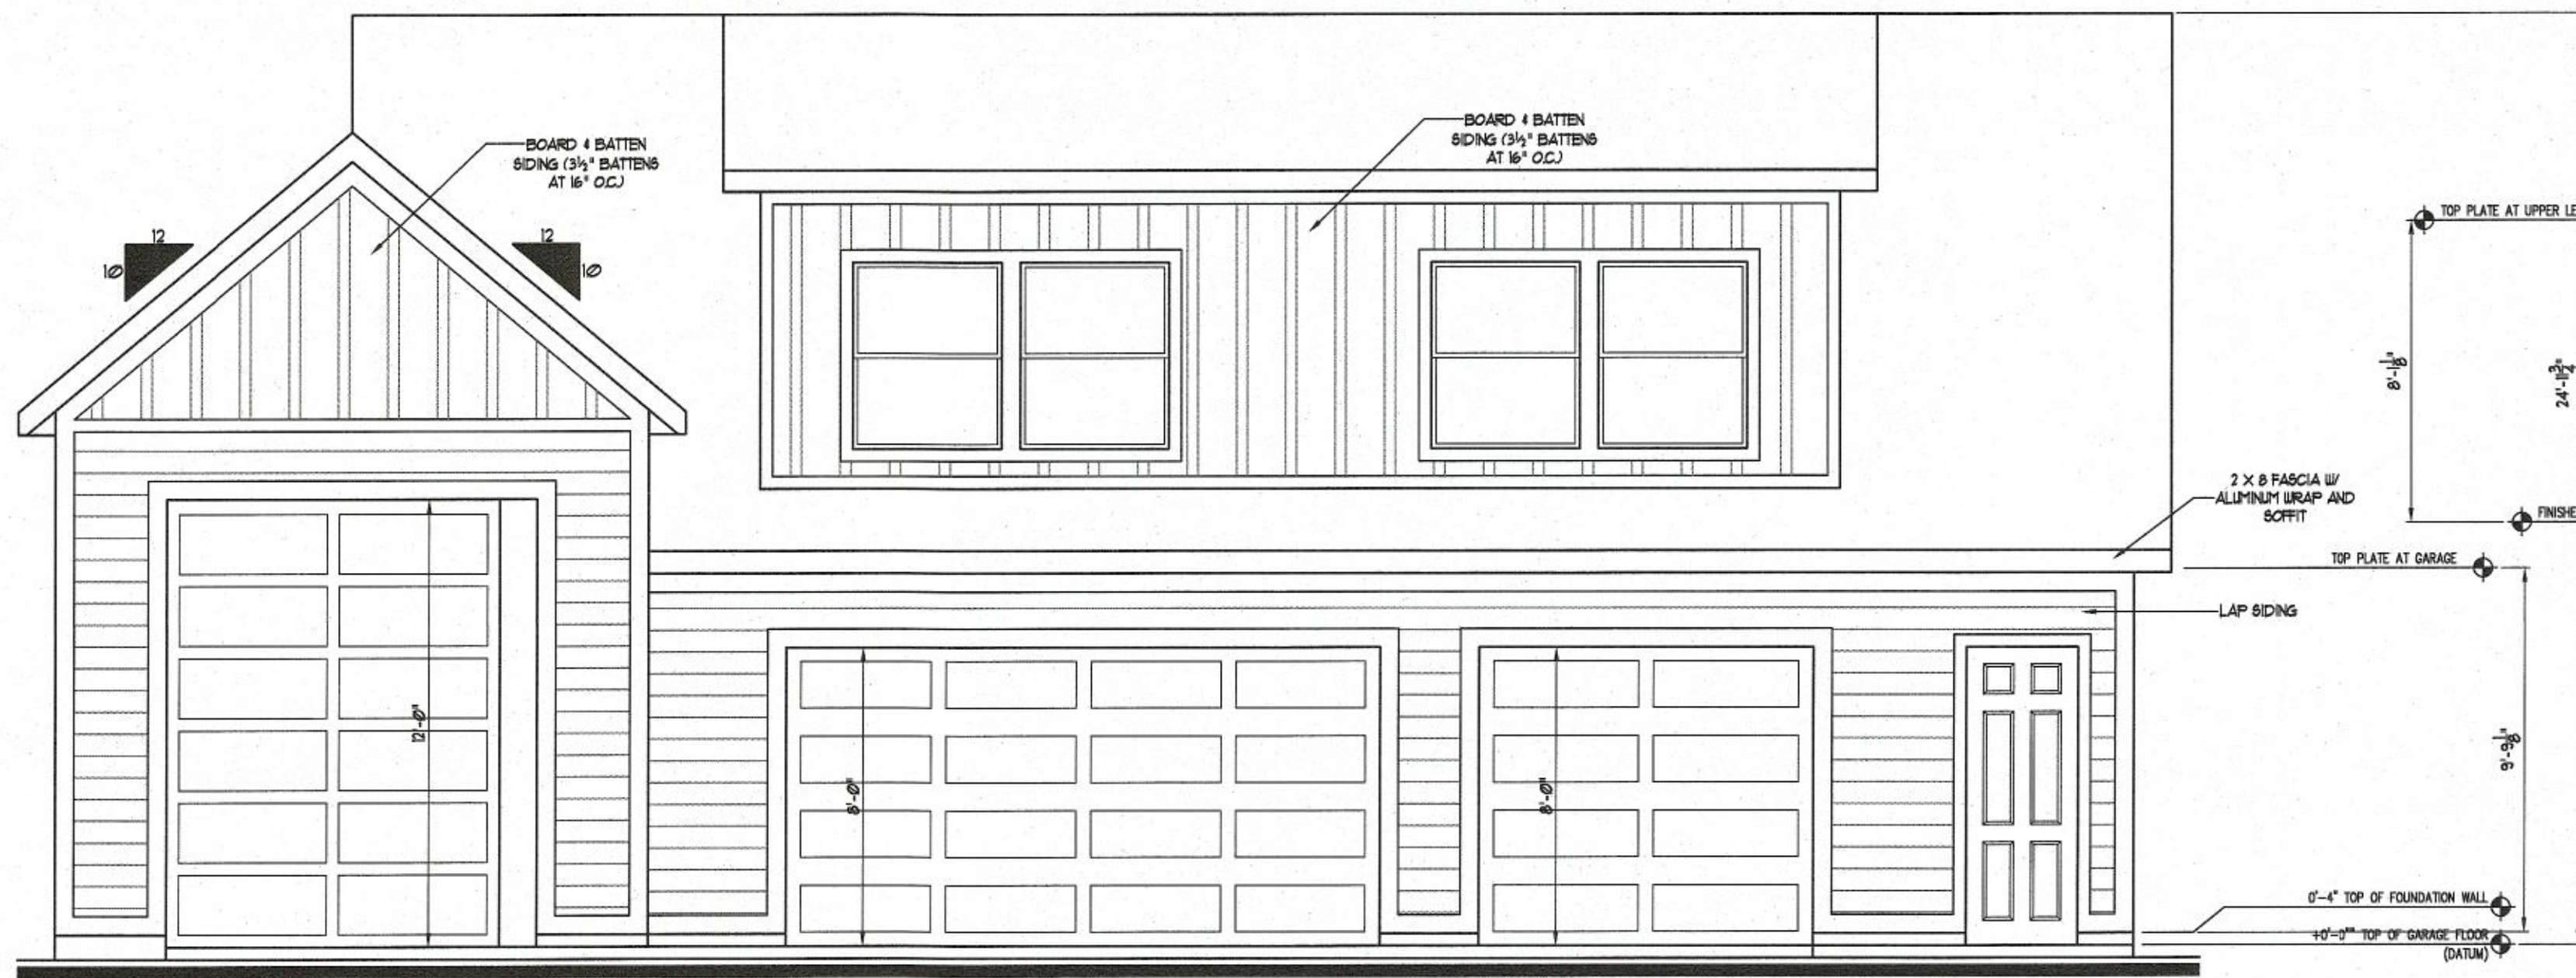 BOARD & BATTEN
SIDING (3½" BATTENS
AT 16" O.C.)
BOARD & BATTEN
SIDING (3½" BATTENS
AT 16" O.C.)
12
10
12
10
TOP PLATE AT UPPER LE
8'-1⅛"
24'-11¾"
2 X 8 FASCIA W/
ALUMINUM WRAP AND
SOFFIT
FINISHE
TOP PLATE AT GARAGE
LAP SIDING
12'-0"
8'-0"
8'-0"
9'-9⅛"
0'-4" TOP OF FOUNDATION WALL
+0'-0" TOP OF GARAGE FLOOR
(DATUM)